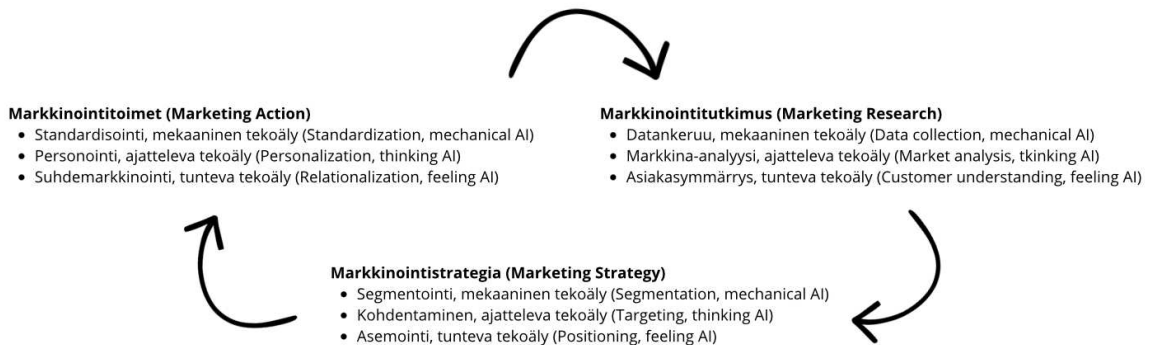 Markkinointitoimet (Marketing Action)
• Standardisointi, mekaaninen tekoäly (Standardization, mechanical AI)
• Personointi, ajatteleva tekoäly (Personalization, thinking AI)
• Suhdemarkkinointi, tunteva tekoäly (Relationalization, feeling AI)
Markkinointitutkimus (Marketing Research)
• Datankeruu, mekaaninen tekoäly (Data collection, mechanical AI)
• Markkina-analyysi, ajatteleva tekoäly (Market analysis, tkinking AI)
• Asiakasymmärrys, tunteva tekoäly (Customer understanding, feeling AI)
Markkinointistrategia (Marketing Strategy)
• Segmentointi, mekaaninen tekoäly (Segmentation, mechanical AI)
• Kohdentaminen, ajatteleva tekoäly (Targeting, thinking AI)
• Asemointi, tunteva tekoäly (Positioning, feeling AI)